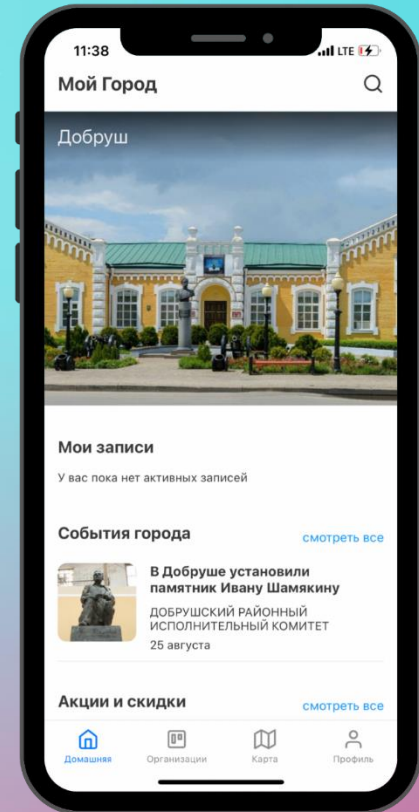 11:38
LTE
Мой Город
Добруш
Мои записи
У вас пока нет активных записей
События города
смотреть все
В Добруше установили
памятник Ивану Шамякину
ДОБРУШСКИЙ РАЙОННЫЙ
ИСПОЛНИТЕЛЬНЫЙ КОМИТЕТ
25 августа
Акции и скидки
смотреть все
Домашняя
Организации
Карта
Профиль